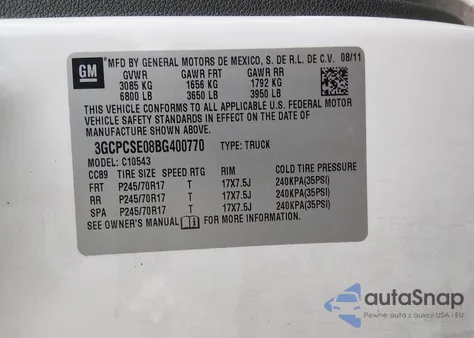 GM
MFD BY GENERAL MOTORS DE MEXICO, S. DE R.L. DE C.V. 08/11
GVWR GAWR FRT GAWR RR
3085 KG 1656 KG 1792 KG
6800 LB 3650 LB 3950 LB
THIS VEHICLE CONFORMS TO ALL APPLICABLE U.S. FEDERAL MOTOR
VEHICLE SAFETY STANDARDS IN EFFECT ON THE DATE OF
MANUFACTURE SHOWN ABOVE.
3GCPCSE08BG400770 TYPE: TRUCK
MODEL: C10543
CC89 TIRE SIZE SPEED RTG RIM COLD TIRE PRESSURE
FRT P245/70R17 T 17X7.5J 240KPA(35PSI)
RR P245/70R17 T 17X7.5J 240KPA(35PSI)
SPA P245/70R17 T 17X7.5J 240KPA(35PSI)
SEE OWNER'S MANUAL FOR MORE INFORMATION
autoSnap
Pewne auta z aukcji USA - EU